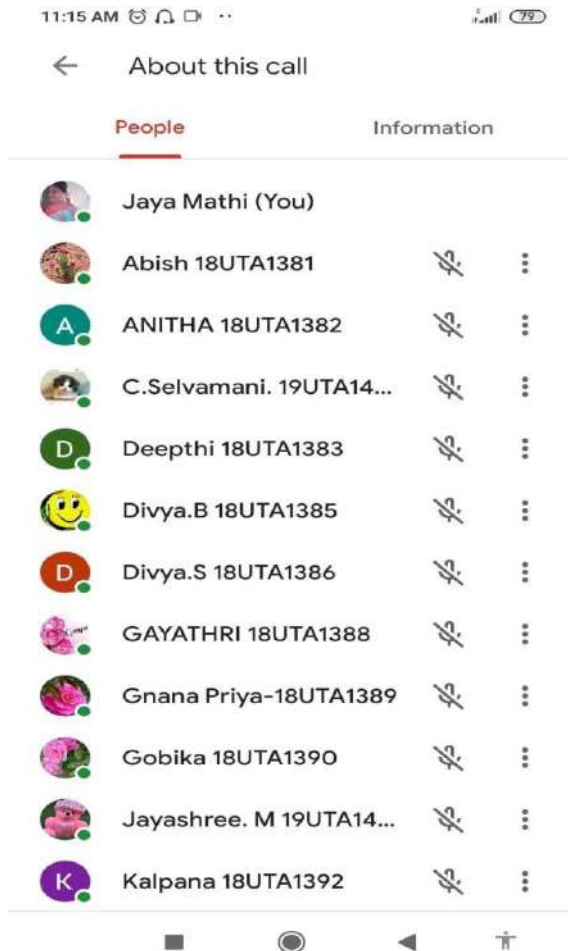 11:15 AM 79
About this call
People Information
Jaya Mathi (You)
Abish 18UTA1381
A ANITHA 18UTA1382
C.Selvamani. 19UTA14...
D Deepthi 18UTA1383
Divya.B 18UTA1385
D Divya.S 18UTA1386
GAYATHRI 18UTA1388
Gnana Priya-18UTA1389
Gobika 18UTA1390
Jayashree. M 19UTA14...
K Kalpana 18UTA1392